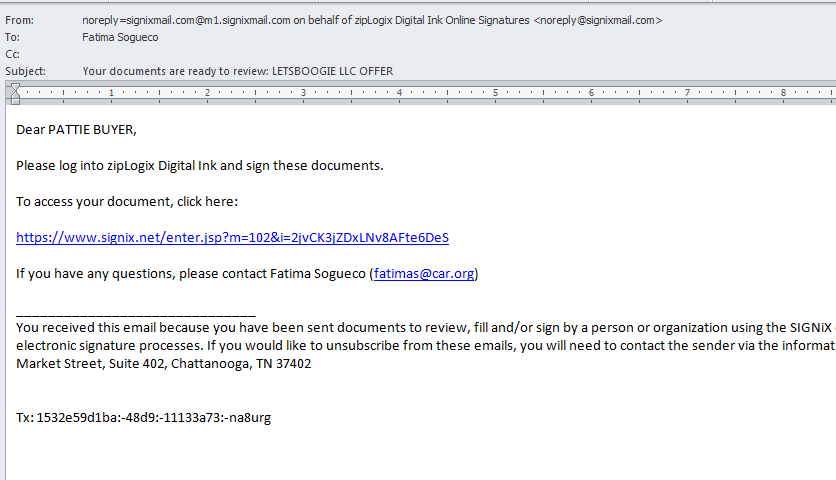 From: noreply=signixmail.com@m1.signixmail.com on behalf of zipLogix Digital Ink Online Signatures <noreply@signixmail.com>
To: Fatima Sogueco
Cc:
Subject: Your documents are ready to review: LETSBOOGIE LLC OFFER
1 2 3 4 5 6 7 8
Dear PATTIE BUYER,
Please log into zipLogix Digital Ink and sign these documents.
To access your document, click here:
https://www.signix.net/enter.jsp?m=102&i=2jvCK3jZDxLNv8AFte6DeS
If you have any questions, please contact Fatima Sogueco (fatimas@car.org)
______________________________
You received this email because you have been sent documents to review, fill and/or sign by a person or organization using the SIGNiX
electronic signature processes. If you would like to unsubscribe from these emails, you will need to contact the sender via the informat
Market Street, Suite 402, Chattanooga, TN 37402
Tx: 1532e59d1ba:-48d9:-11133a73:-na8urg